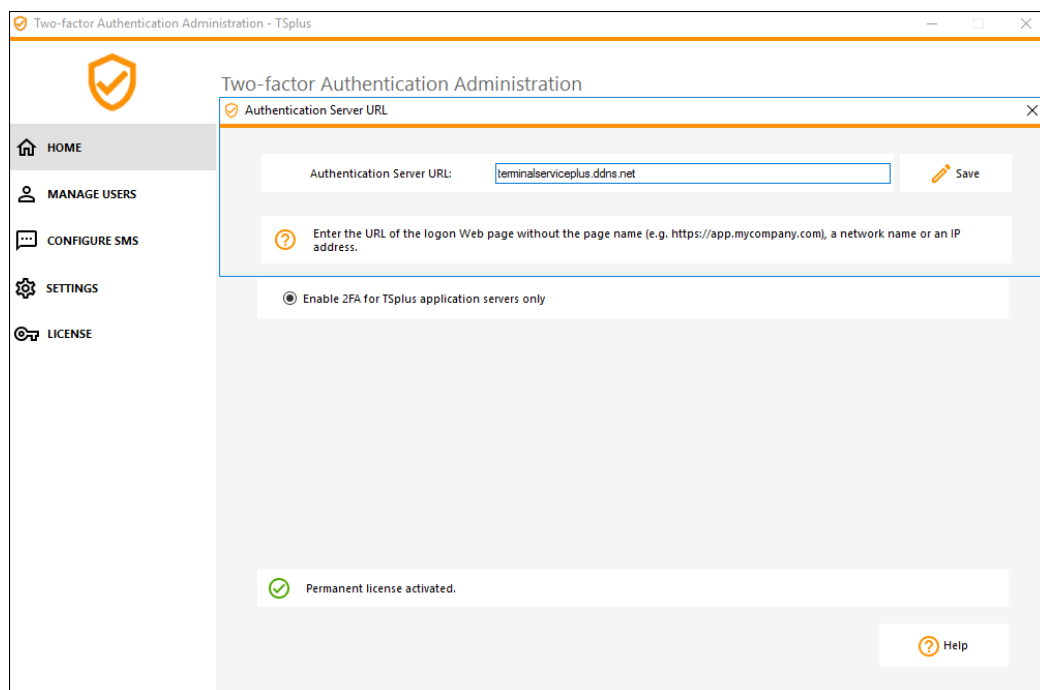 Two-factor Authentication Administration - TSplus
Two-factor Authentication Administration
Authentication Server URL
HOME
Authentication Server URL:
terminalserviceplus.ddns.net
Save
MANAGE USERS
Enter the URL of the logon Web page without the page name (e.g. https://app.mycompany.com), a network name or an IP
address.
CONFIGURE SMS
SETTINGS
Enable 2FA for TSplus application servers only
LICENSE
Permanent license activated.
Help